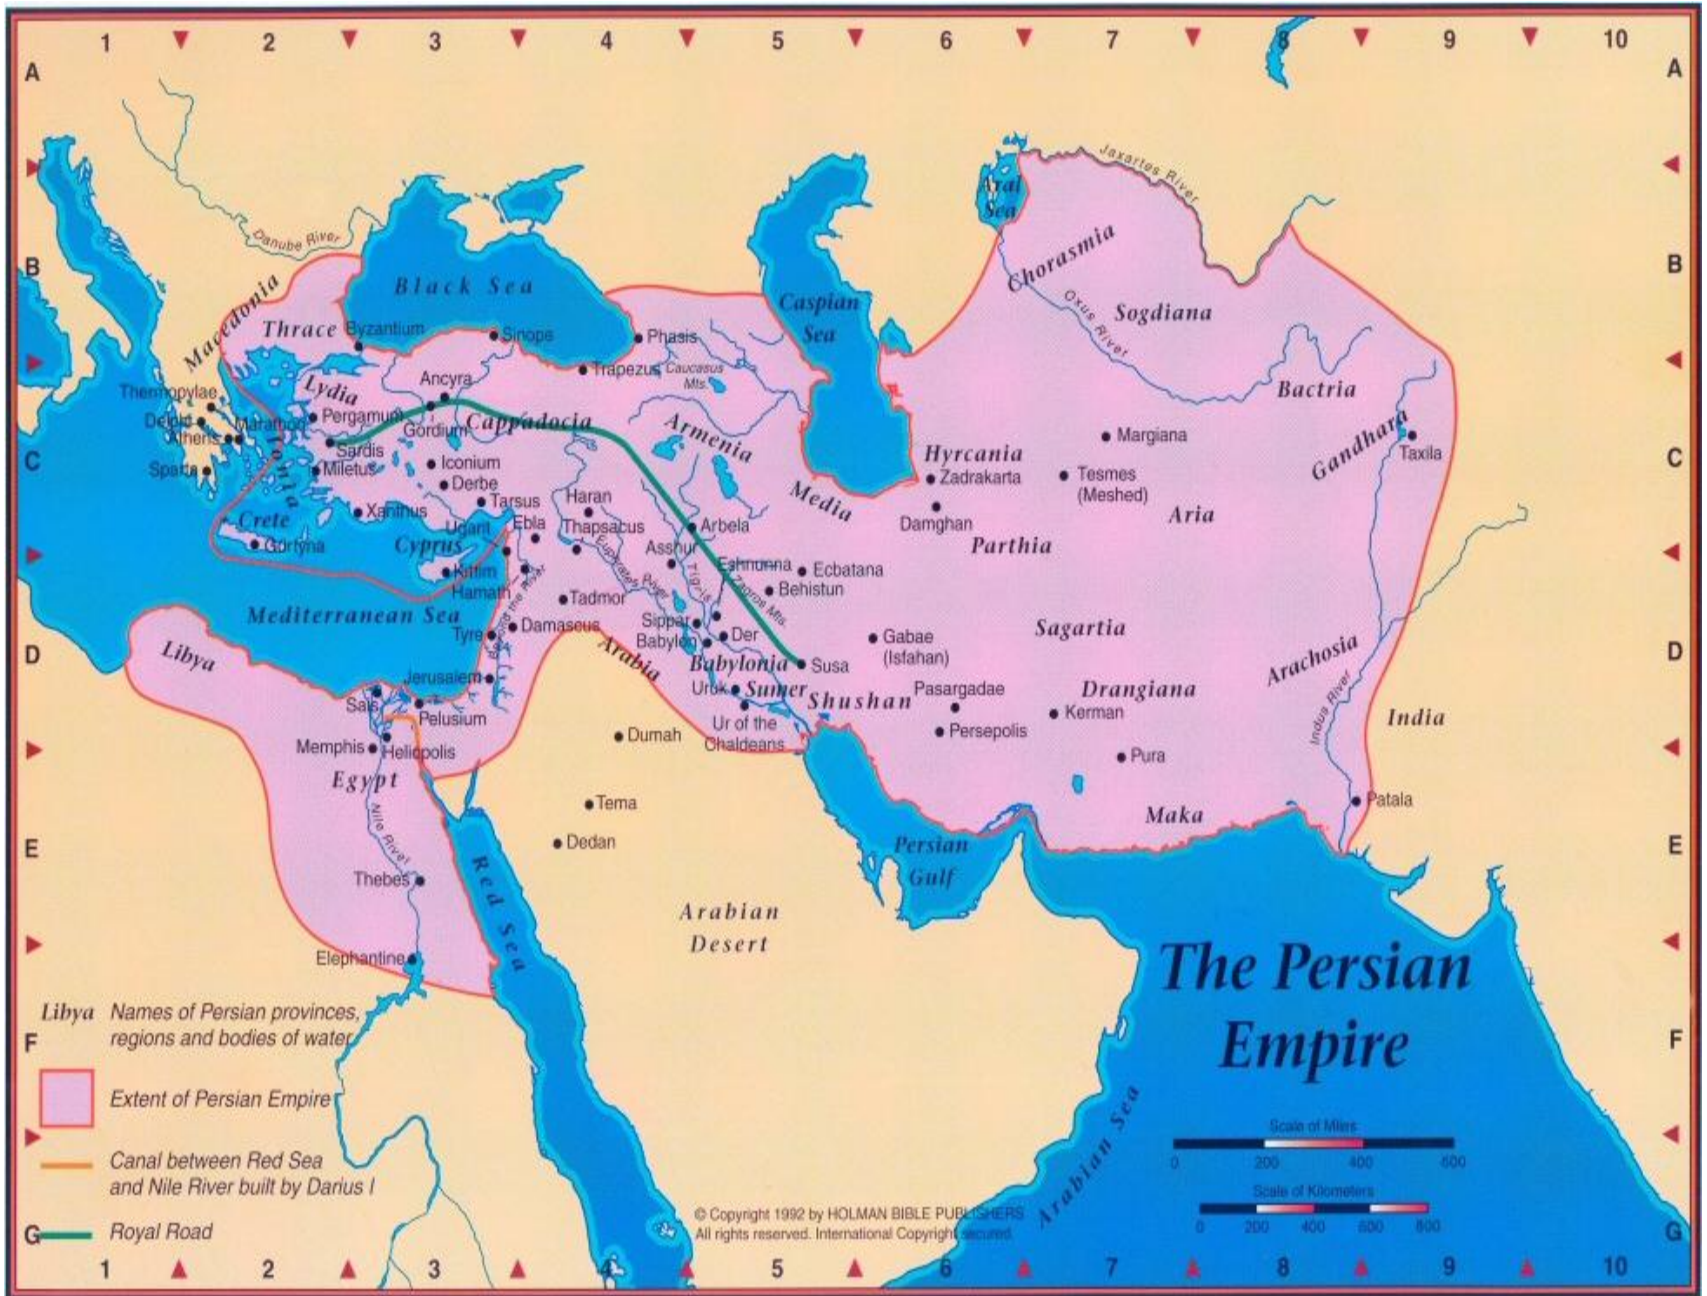 1 2 3 4 5 6 7 8 9 10
A A
Aral
Sea
Jaxartes River
Danube River
B B
Black Sea
Chorasmia
Caspian
Sea
Oxus River
Sogdiana
Macedonia
Thrace
Byzantium
Sinope
Phasis
Trapezus
Caucasus
Mts.
Thermopylae
Lydia
Ancyra
Bactria
Delphi
Marathon
Pergamum
Athens
Gordium
Cappadocia
Armenia
Gandhara
Margiana
Taxila
Sardis
Ionia
C C
Sparta
Miletus
Iconium
Derbe
Hyrcania
Zadrakarta
Tesmes
(Meshed)
Media
Xanthus
Tarsus
Haran
Crete
Ugarit
Ebla
Thapsacus
Arbela
Damghan
Aria
Gortyna
Cyprus
Asshur
Parthia
Kittim
Hamath
Euphrates River
Tigris
Eshnunna
Ecbatana
Zagros Mts.
Behistun
Mediterranean Sea
Tadmor
Beyond the River
Tyre
Damascus
Sippar
Babylon
Der
Gabae
(Isfahan)
Sagartia
D D
Libya
Arabia
Babylonia
Susa
Arachosia
Jerusalem
Uruk
Sumer
Shushan
Pasargadae
Drangiana
Sais
Pelusium
Ur of the
Chaldeans
Persepolis
Kerman
Indus River
India
Memphis
Heliopolis
Dumah
Pura
Egypt
Tema
Patala
Nile River
Maka
Dedan
E E
Persian
Gulf
Thebes
Red Sea
Arabian
Desert
Elephantine
The Persian
Empire
Libya Names of Persian provinces,
regions and bodies of water
F F
Extent of Persian Empire
Arabian Sea
Scale of Miles
0 200 400 600
Canal between Red Sea
and Nile River built by Darius I
Scale of Kilometers
0 200 400 600 800
© Copyright 1992 by HOLMAN BIBLE PUBLISHERS
All rights reserved. International Copyright secured.
G Royal Road G
1 2 3 4 5 6 7 8 9 10